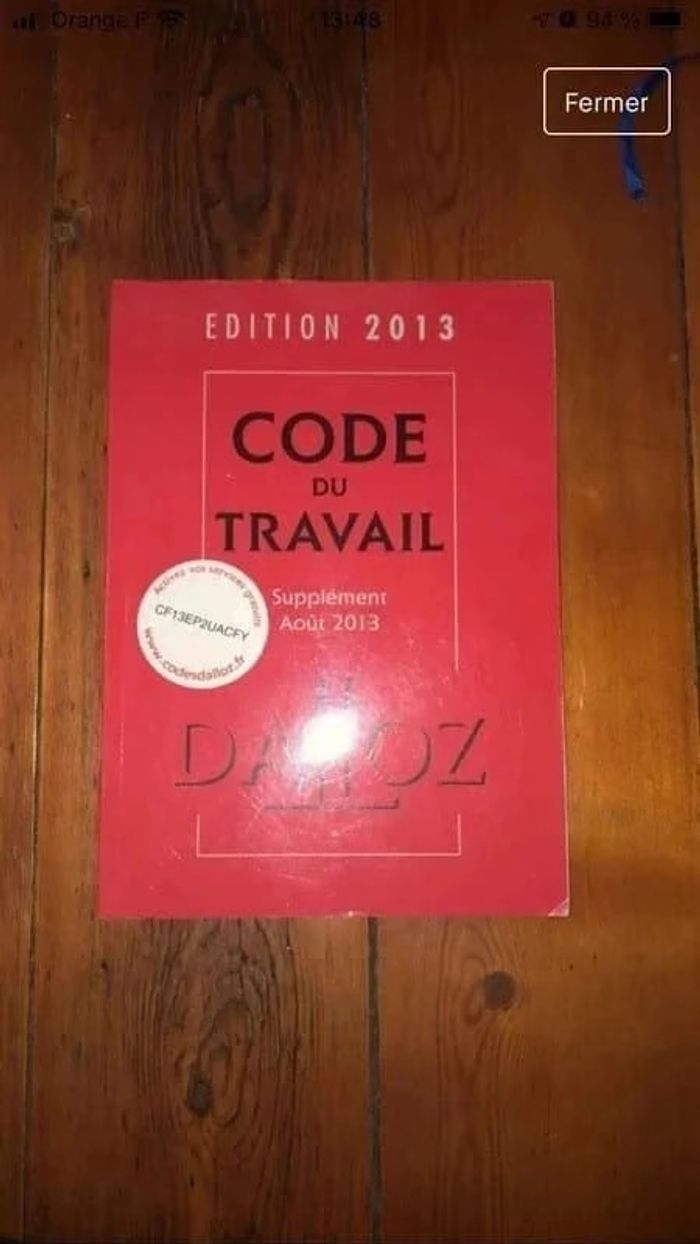 Orange F 13:48 94 %
Fermer
EDITION 2013
CODE
DU
TRAVAIL
Supplément
Août 2013
Activez vos services gratuits
CF13EP2UACFY
www.codesdalloz.fr
DALLOZ